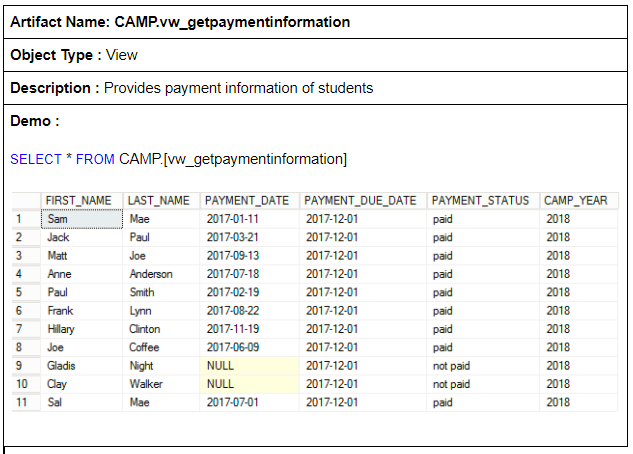 Artifact Name: CAMP.vw_getpaymentinformation
Object Type : View
Description : Provides payment information of students
Demo :
SELECT * FROM CAMP.[vw_getpaymentinformation]
FIRST_NAME LAST_NAME PAYMENT_DATE PAYMENT_DUE_DATE PAYMENT_STATUS CAMP_YEAR
1 Sam Mae 2017-01-11 2017-12-01 paid 2018
2 Jack Paul 2017-03-21 2017-12-01 paid 2018
3 Matt Joe 2017-09-13 2017-12-01 paid 2018
4 Anne Anderson 2017-07-18 2017-12-01 paid 2018
5 Paul Smith 2017-02-19 2017-12-01 paid 2018
6 Frank Lynn 2017-08-22 2017-12-01 paid 2018
7 Hillary Clinton 2017-11-19 2017-12-01 paid 2018
8 Joe Coffee 2017-06-09 2017-12-01 paid 2018
9 Gladis Night NULL 2017-12-01 not paid 2018
10 Clay Walker NULL 2017-12-01 not paid 2018
11 Sal Mae 2017-07-01 2017-12-01 paid 2018